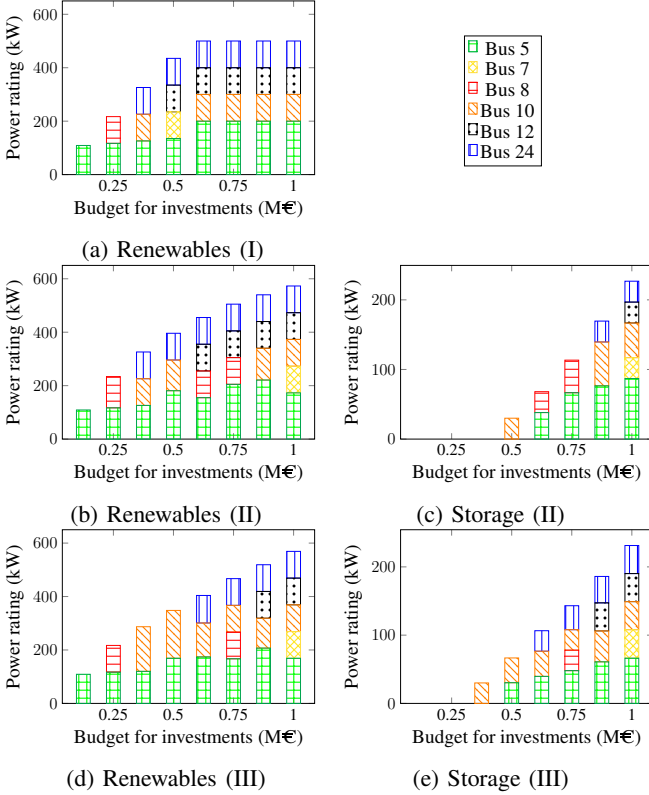 600
400
200
0
0.25 0.5 0.75 1
Power rating (kW)
Budget for investments (M€)
(a) Renewables (I)
Bus 5
Bus 7
Bus 8
Bus 10
Bus 12
Bus 24
600
400
200
0
0.25 0.5 0.75 1
Power rating (kW)
Budget for investments (M€)
(b) Renewables (II)
200
100
0
0.25 0.5 0.75 1
Power rating (kW)
Budget for investments (M€)
(c) Storage (II)
600
400
200
0
0.25 0.5 0.75 1
Power rating (kW)
Budget for investments (M€)
(d) Renewables (III)
200
100
0
0.25 0.5 0.75 1
Power rating (kW)
Budget for investments (M€)
(e) Storage (III)